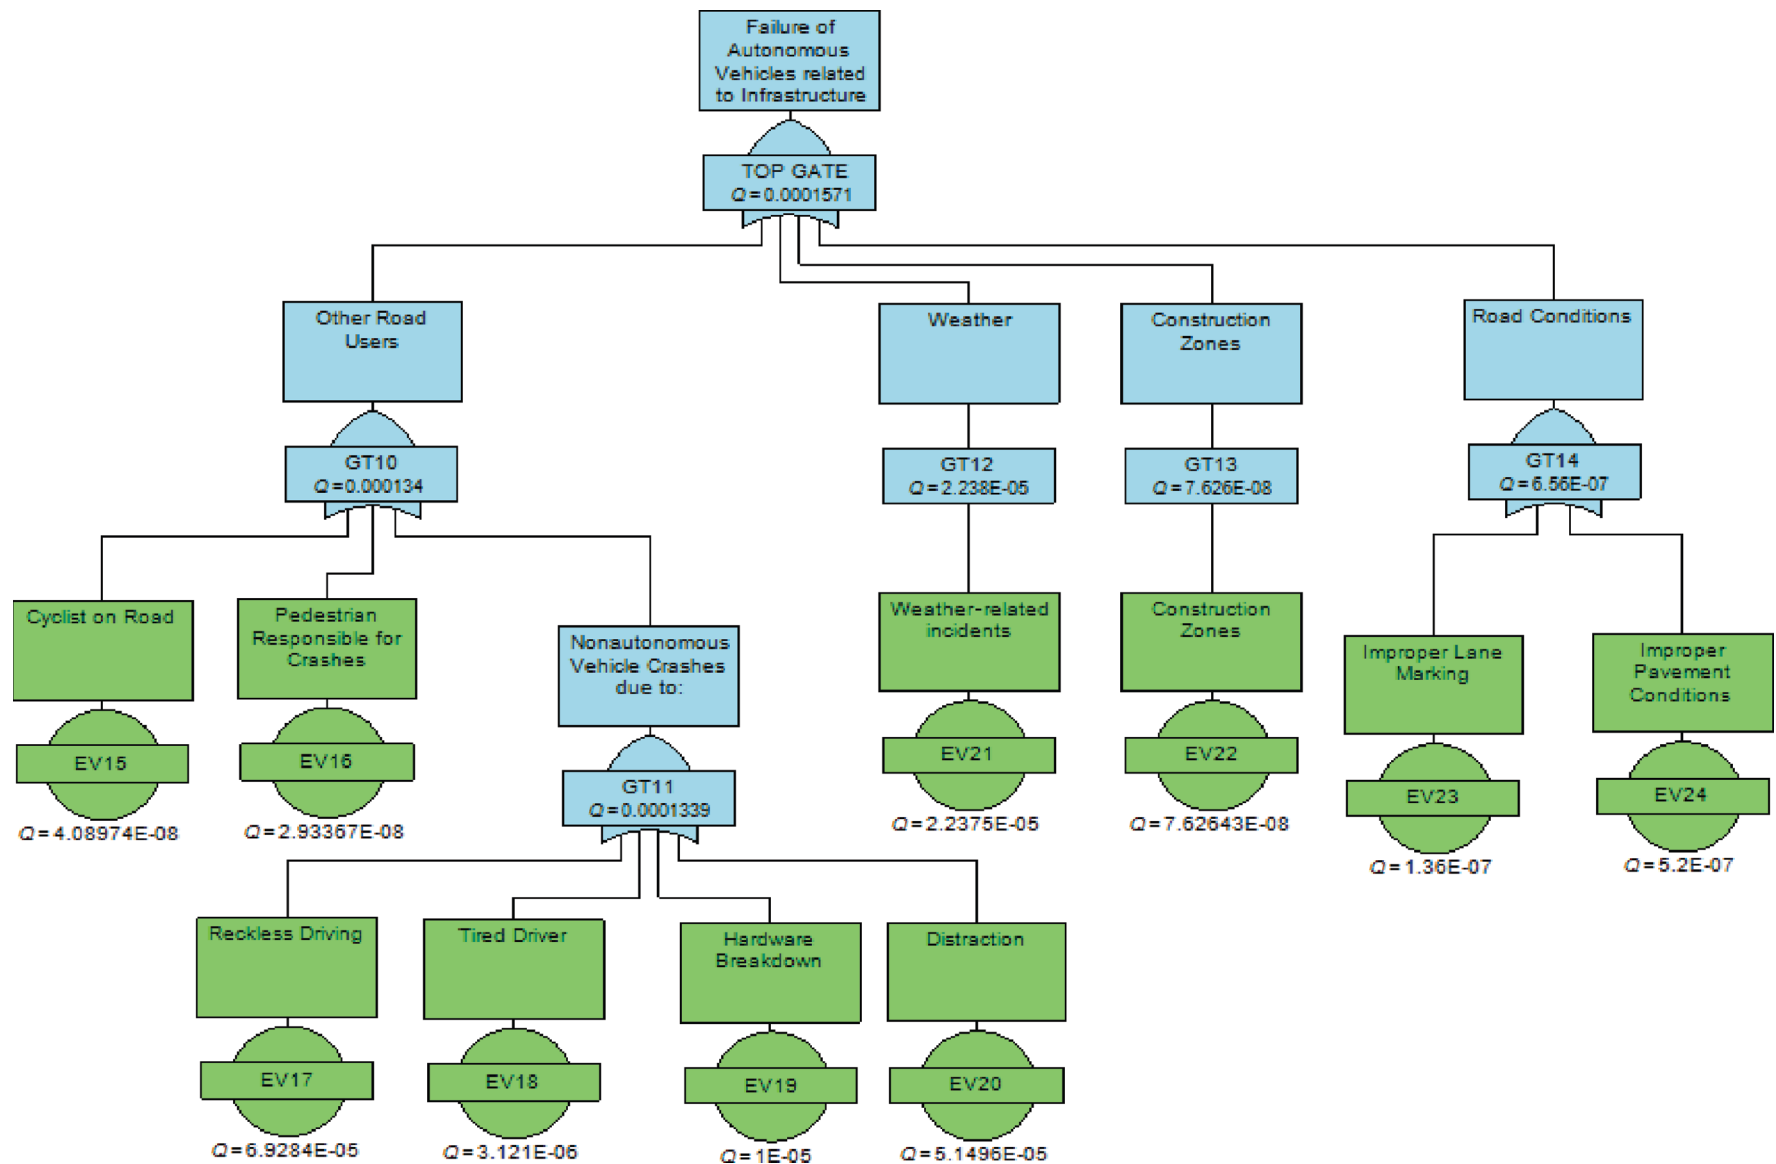 Failure of
Autonomous
Vehicles related
to Infrastructure
TOP GATE
Q=0.0001571
Other Road
Users
Weather
Construction
Zones
Road Conditions
GT10
Q=0.000134
GT12
Q=2.238E-05
GT13
Q=7.626E-08
GT14
Q=6.56E-07
Cyclist on Road
Pedestrian
Responsible for
Crashes
Nonautonomous
Vehicle Crashes
due to:
Weather-related
incidents
Construction
Zones
Improper Lane
Marking
Improper
Pavement
Conditions
EV15
Q=4.08974E-08
EV16
Q=2.93367E-08
GT11
Q=0.0001339
EV21
Q=2.2375E-05
EV22
Q=7.62643E-08
EV23
Q=1.36E-07
EV24
Q=5.2E-07
Reckless Driving
Tired Driver
Hardware
Breakdown
Distraction
EV17
Q=6.9284E-05
EV18
Q=3.121E-06
EV19
Q=1E-05
EV20
Q=5.1496E-05